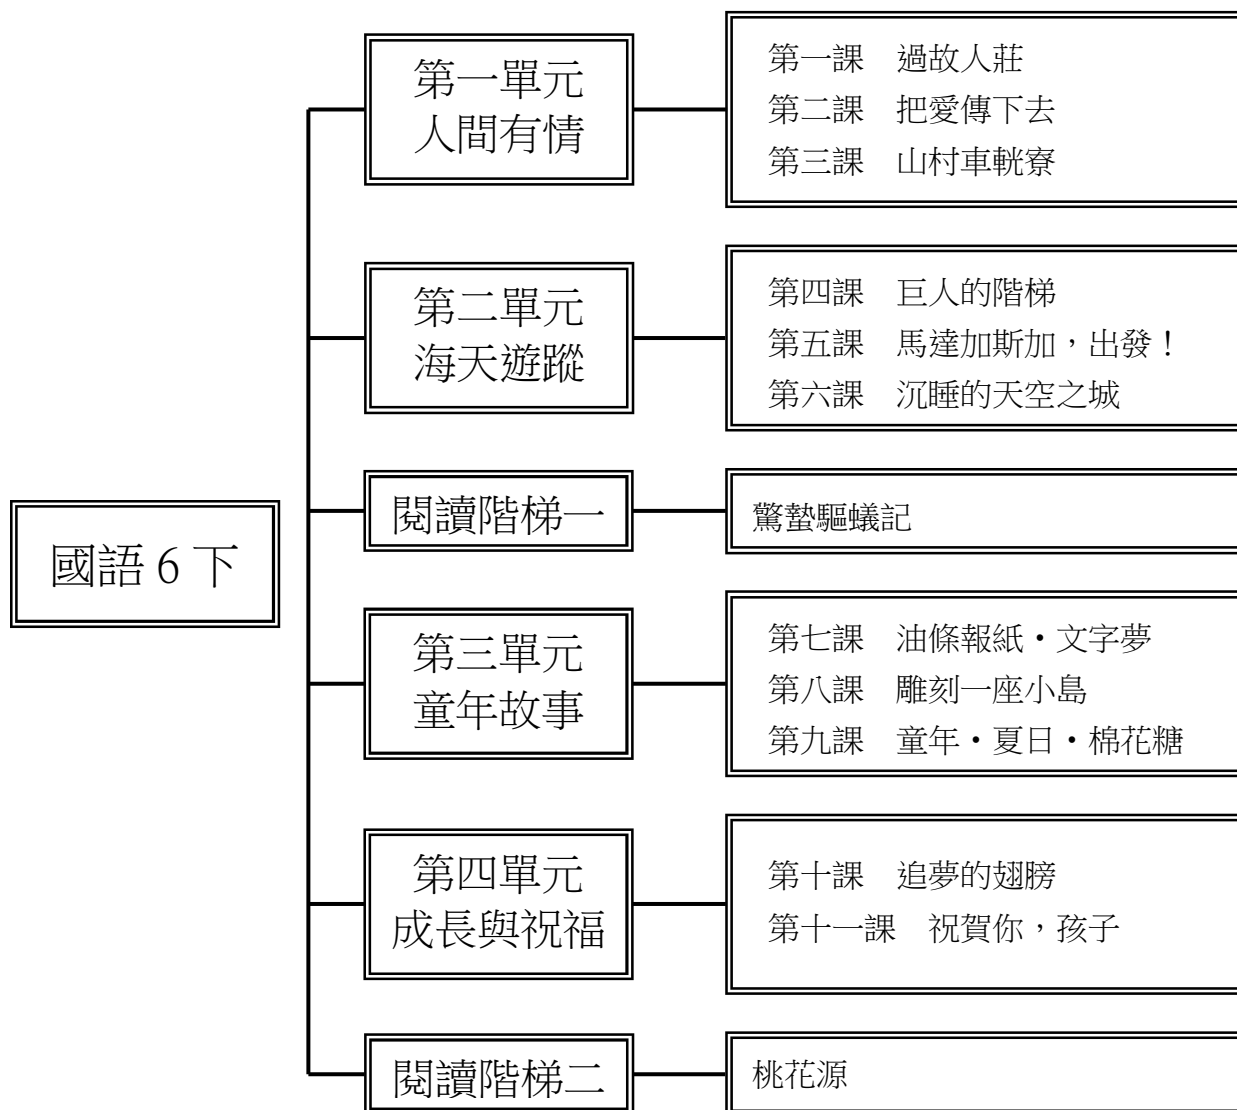 國語 6 下
第一單元
人間有情
第一課　過故人莊
第二課　把愛傳下去
第三課　山村車輄寮
第二單元
海天遊蹤
第四課　巨人的階梯
第五課　馬達加斯加，出發！
第六課　沉睡的天空之城
閱讀階梯一
驚蟄驅蟻記
第三單元
童年故事
第七課　油條報紙・文字夢
第八課　雕刻一座小島
第九課　童年・夏日・棉花糖
第四單元
成長與祝福
第十課　追夢的翅膀
第十一課　祝賀你，孩子
閱讀階梯二
桃花源